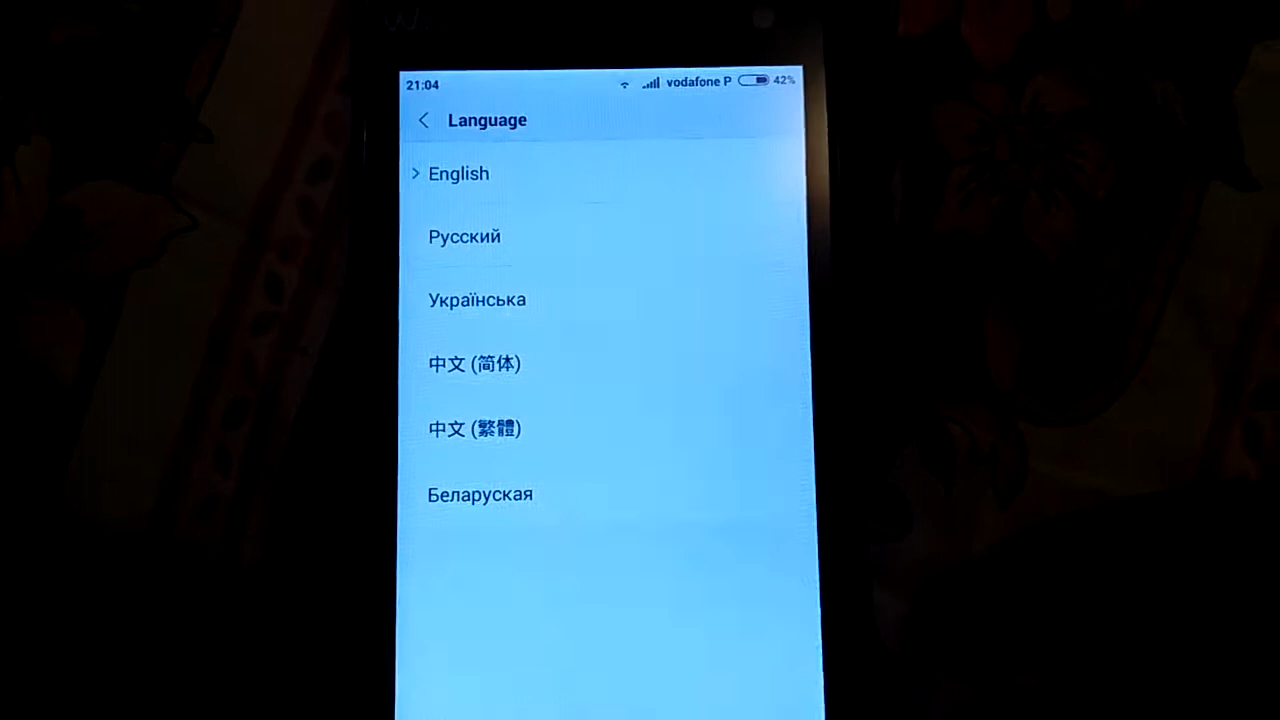 21:04 vodafone P 42%
Language
English
Русский
Українська
中文 (简体)
中文 (繁體)
Беларуская